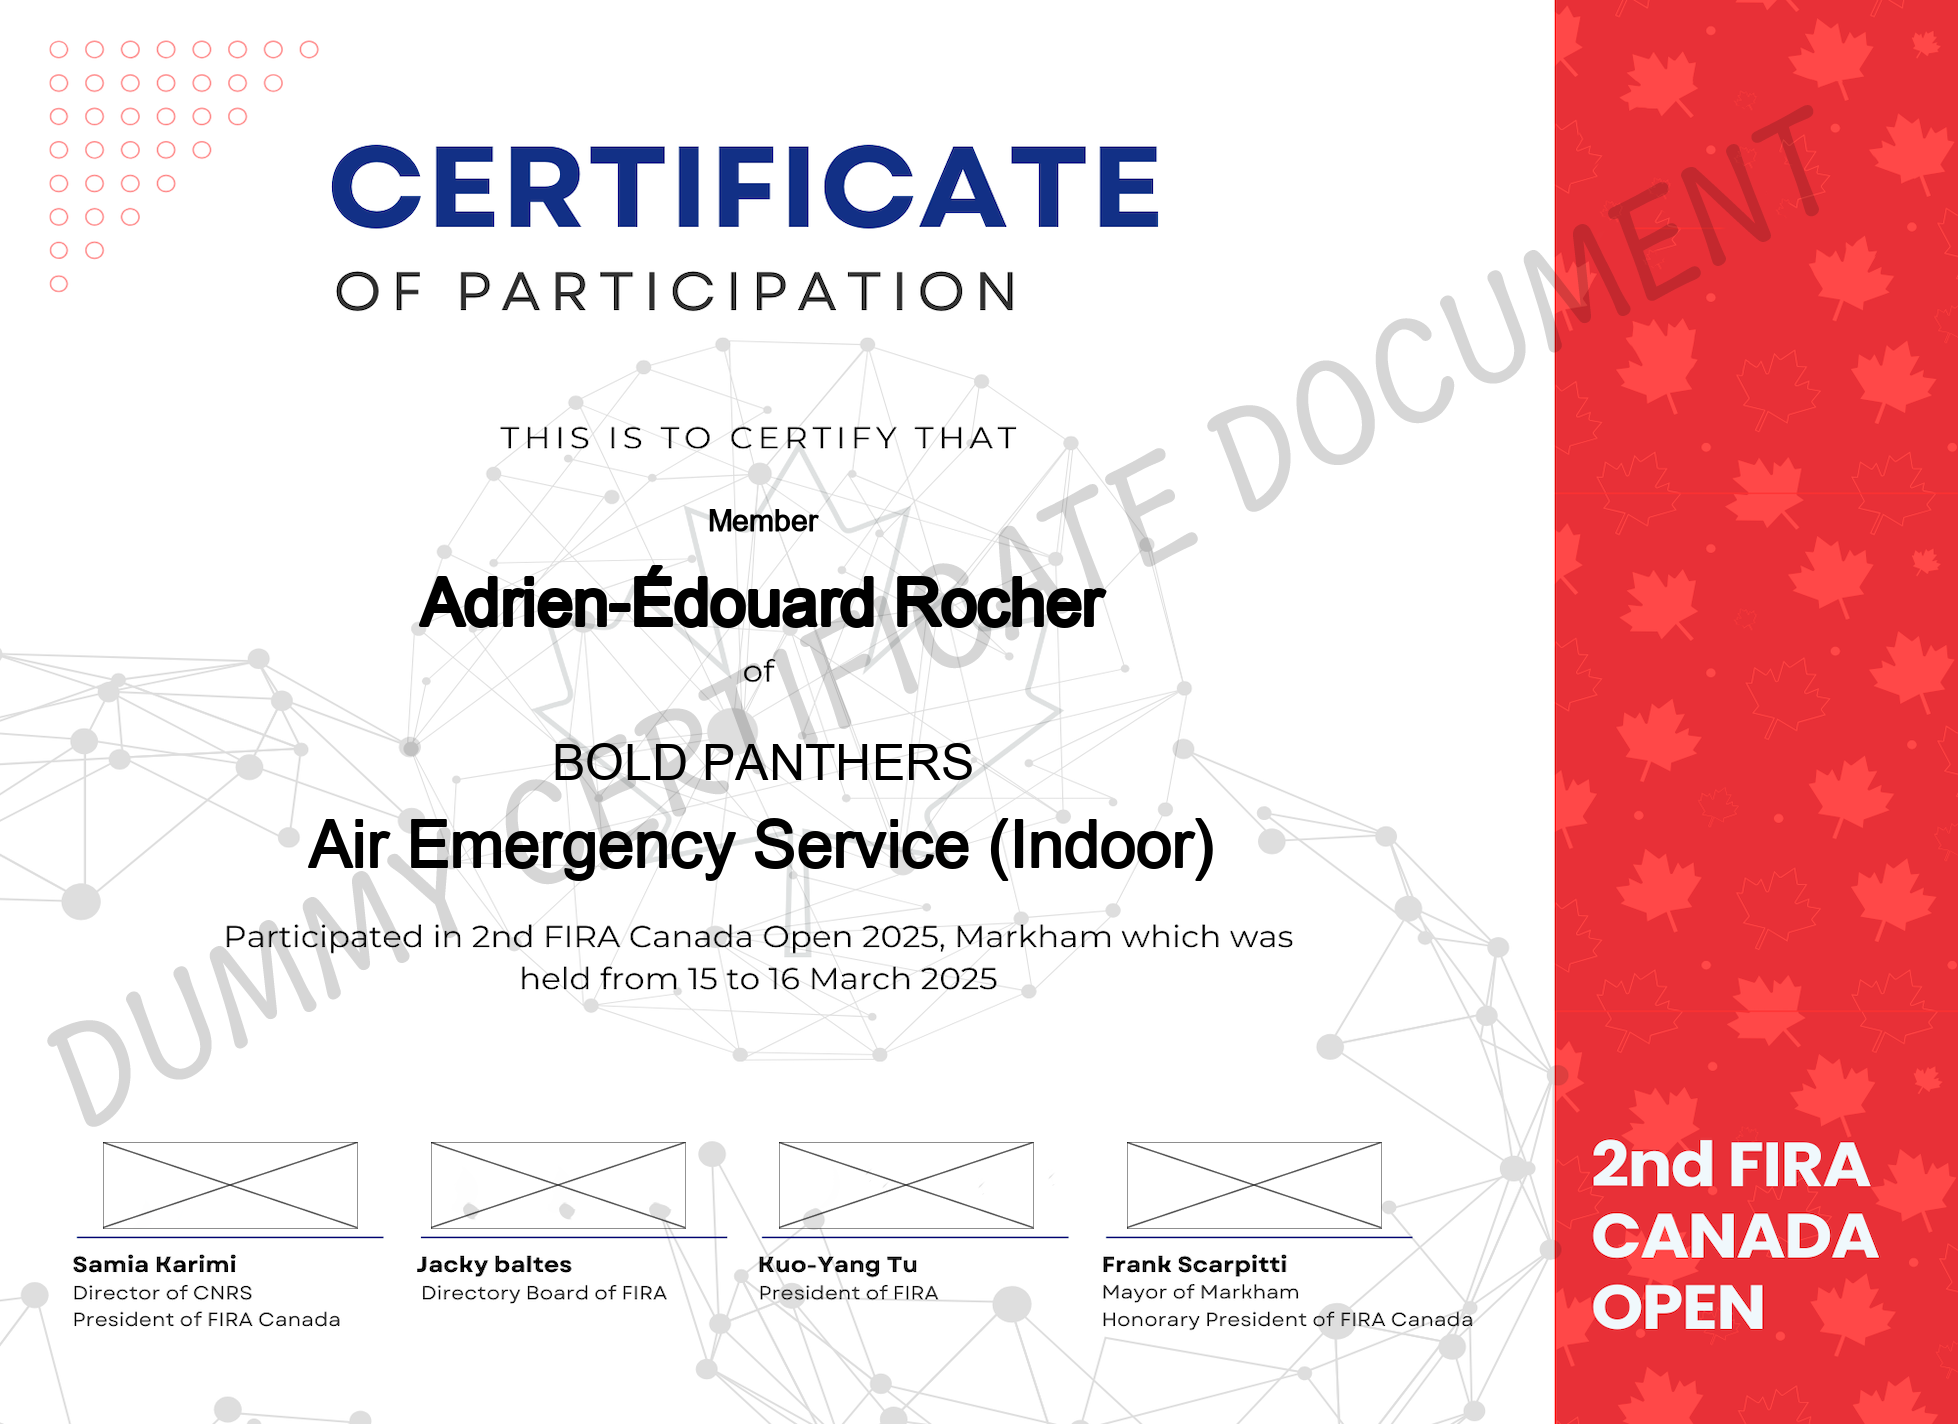 CERTIFICATE
OF PARTICIPATION
THIS IS TO CERTIFY THAT
Member
Adrien-Édouard Rocher
of
BOLD PANTHERS
Air Emergency Service (Indoor)
Participated in 2nd FIRA Canada Open 2025, Markham which was
held from 15 to 16 March 2025
DUMMY CERTIFICATE DOCUMENT
Samia Karimi
Director of CNRS
President of FIRA Canada
Jacky baltes
Directory Board of FIRA
Kuo-Yang Tu
President of FIRA
Frank Scarpitti
Mayor of Markham
Honorary President of FIRA Canada
2nd FIRA
CANADA
OPEN